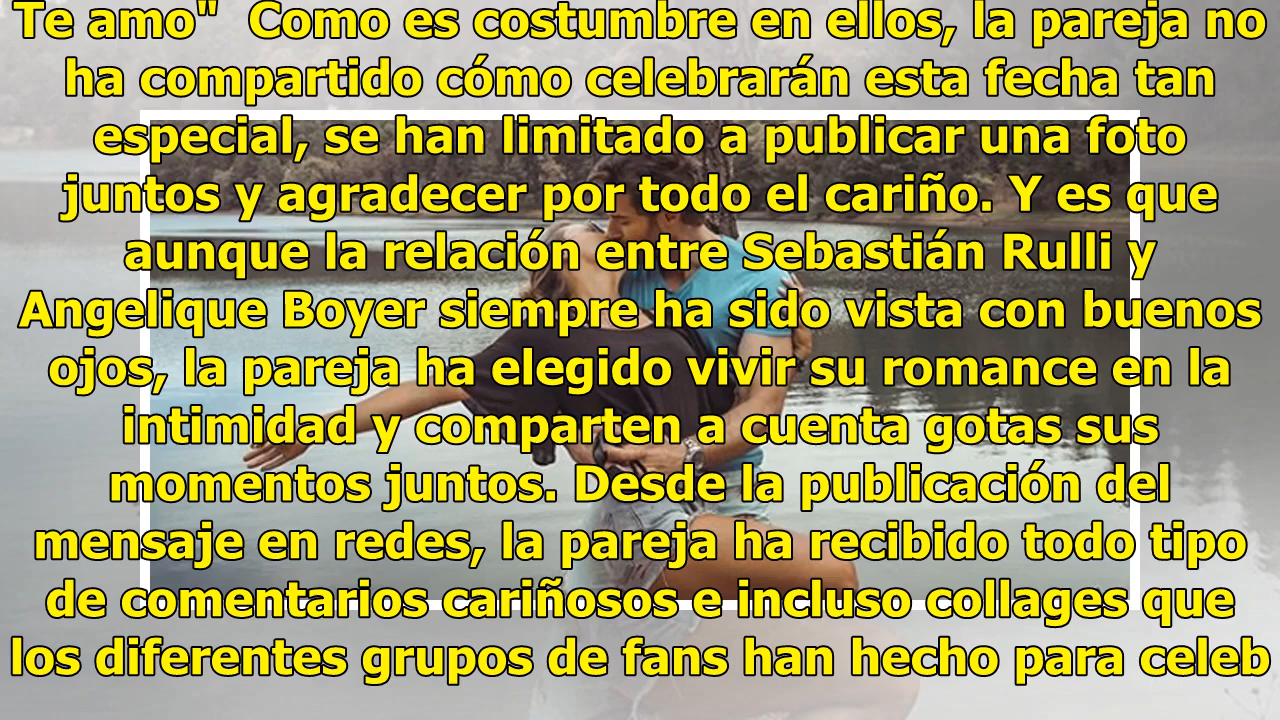 Te amo"  Como es costumbre en ellos, la pareja no
ha compartido cómo celebrarán esta fecha tan
especial, se han limitado a publicar una foto
juntos y agradecer por todo el cariño. Y es que
aunque la relación entre Sebastián Rulli y
Angelique Boyer siempre ha sido vista con buenos
ojos, la pareja ha elegido vivir su romance en la
intimidad y comparten a cuenta gotas sus
momentos juntos. Desde la publicación del
mensaje en redes, la pareja ha recibido todo tipo
de comentarios cariñosos e incluso collages que
los diferentes grupos de fans han hecho para celeb